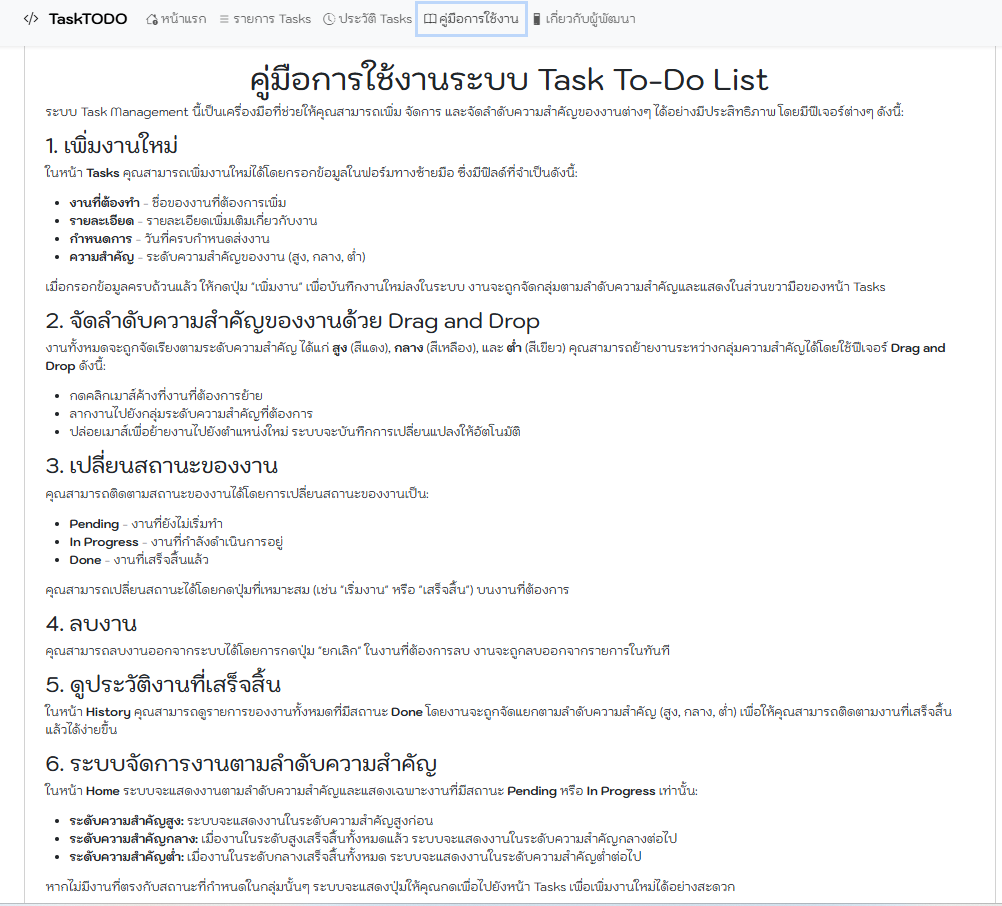 </> TaskTODO หน้าแรก รายการ Tasks ประวัติ Tasks คู่มือการใช้งาน เกี่ยวกับผู้พัฒนา
คู่มือการใช้งานระบบ Task To-Do List
ระบบ Task Management นี้เป็นเครื่องมือที่ช่วยให้คุณสามารถเพิ่ม จัดการ และจัดลำดับความสำคัญของงานต่างๆ ได้อย่างมีประสิทธิภาพ โดยมีฟีเจอร์ต่างๆ ดังนี้:
1. เพิ่มงานใหม่
ในหน้า Tasks คุณสามารถเพิ่มงานใหม่ได้โดยกรอกข้อมูลในฟอร์มทางซ้ายมือ ซึ่งมีฟิลด์ที่จำเป็นดังนี้:
• งานที่ต้องทำ - ชื่อของงานที่ต้องการเพิ่ม
• รายละเอียด - รายละเอียดเพิ่มเติมเกี่ยวกับงาน
• กำหนดการ - วันที่ครบกำหนดส่งงาน
• ความสำคัญ - ระดับความสำคัญของงาน (สูง, กลาง, ต่ำ)
เมื่อกรอกข้อมูลครบถ้วนแล้ว ให้กดปุ่ม "เพิ่มงาน" เพื่อบันทึกงานใหม่ลงในระบบ งานจะถูกจัดกลุ่มตามลำดับความสำคัญและแสดงในส่วนขวามือของหน้า Tasks
2. จัดลำดับความสำคัญของงานด้วย Drag and Drop
งานทั้งหมดจะถูกจัดเรียงตามระดับความสำคัญ ได้แก่ สูง (สีแดง), กลาง (สีเหลือง), และ ต่ำ (สีเขียว) คุณสามารถย้ายงานระหว่างกลุ่มความสำคัญได้โดยใช้ฟีเจอร์ Drag and
Drop ดังนี้:
• กดคลิกเมาส์ค้างที่งานที่ต้องการย้าย
• ลากงานไปยังกลุ่มระดับความสำคัญที่ต้องการ
• ปล่อยเมาส์เพื่อย้ายงานไปยังตำแหน่งใหม่ ระบบจะบันทึกการเปลี่ยนแปลงให้อัตโนมัติ
3. เปลี่ยนสถานะของงาน
คุณสามารถติดตามสถานะของงานได้โดยการเปลี่ยนสถานะของงานเป็น:
• Pending - งานที่ยังไม่เริ่มทำ
• In Progress - งานที่กำลังดำเนินการอยู่
• Done - งานที่เสร็จสิ้นแล้ว
คุณสามารถเปลี่ยนสถานะได้โดยกดปุ่มที่เหมาะสม (เช่น "เริ่มงาน" หรือ "เสร็จสิ้น") บนงานที่ต้องการ
4. ลบงาน
คุณสามารถลบงานออกจากระบบได้โดยการกดปุ่ม "ยกเลิก" ในงานที่ต้องการลบ งานจะถูกลบออกจากรายการในทันที
5. ดูประวัติงานที่เสร็จสิ้น
ในหน้า History คุณสามารถดูรายการของงานทั้งหมดที่มีสถานะ Done โดยงานจะถูกจัดแยกตามลำดับความสำคัญ (สูง, กลาง, ต่ำ) เพื่อให้คุณสามารถติดตามงานที่เสร็จสิ้น
แล้วได้ง่ายขึ้น
6. ระบบจัดการงานตามลำดับความสำคัญ
ในหน้า Home ระบบจะแสดงงานตามลำดับความสำคัญและแสดงเฉพาะงานที่มีสถานะ Pending หรือ In Progress เท่านั้น:
• ระดับความสำคัญสูง: ระบบจะแสดงงานในระดับความสำคัญสูงก่อน
• ระดับความสำคัญกลาง: เมื่องานในระดับสูงเสร็จสิ้นทั้งหมดแล้ว ระบบจะแสดงงานในระดับความสำคัญกลางต่อไป
• ระดับความสำคัญต่ำ: เมื่องานในระดับกลางเสร็จสิ้นทั้งหมด ระบบจะแสดงงานในระดับความสำคัญต่ำต่อไป
หากไม่มีงานที่ตรงกับสถานะที่กำหนดในกลุ่มนั้นๆ ระบบจะแสดงปุ่มให้คุณกดเพื่อไปยังหน้า Tasks เพื่อเพิ่มงานใหม่ได้อย่างสะดวก